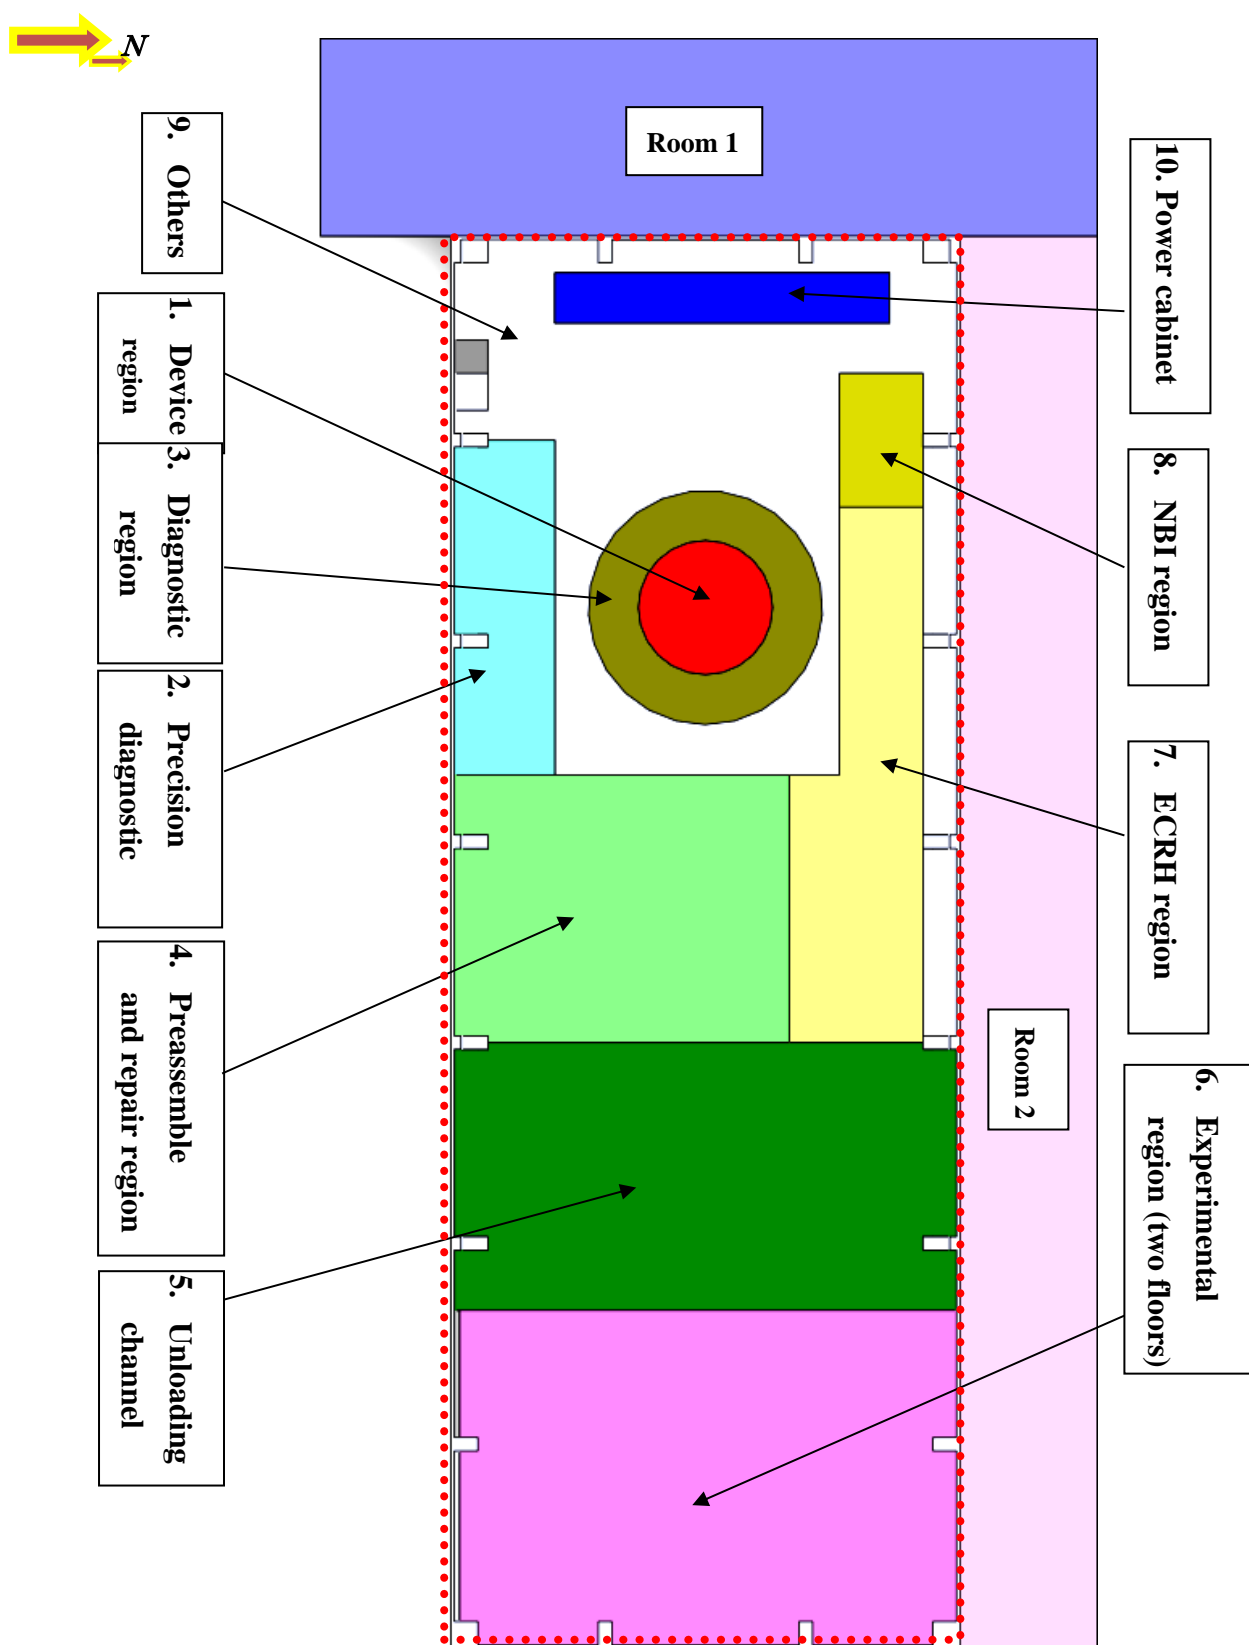 N
Room 1
9. Others
10. Power cabinet
1. Device
region
3. Diagnostic
region
8. NBI region
2. Precision
diagnostic
7. ECRH region
4. Preassemble
and repair region
Room 2
6. Experimental
region (two floors)
5. Unloading
channel